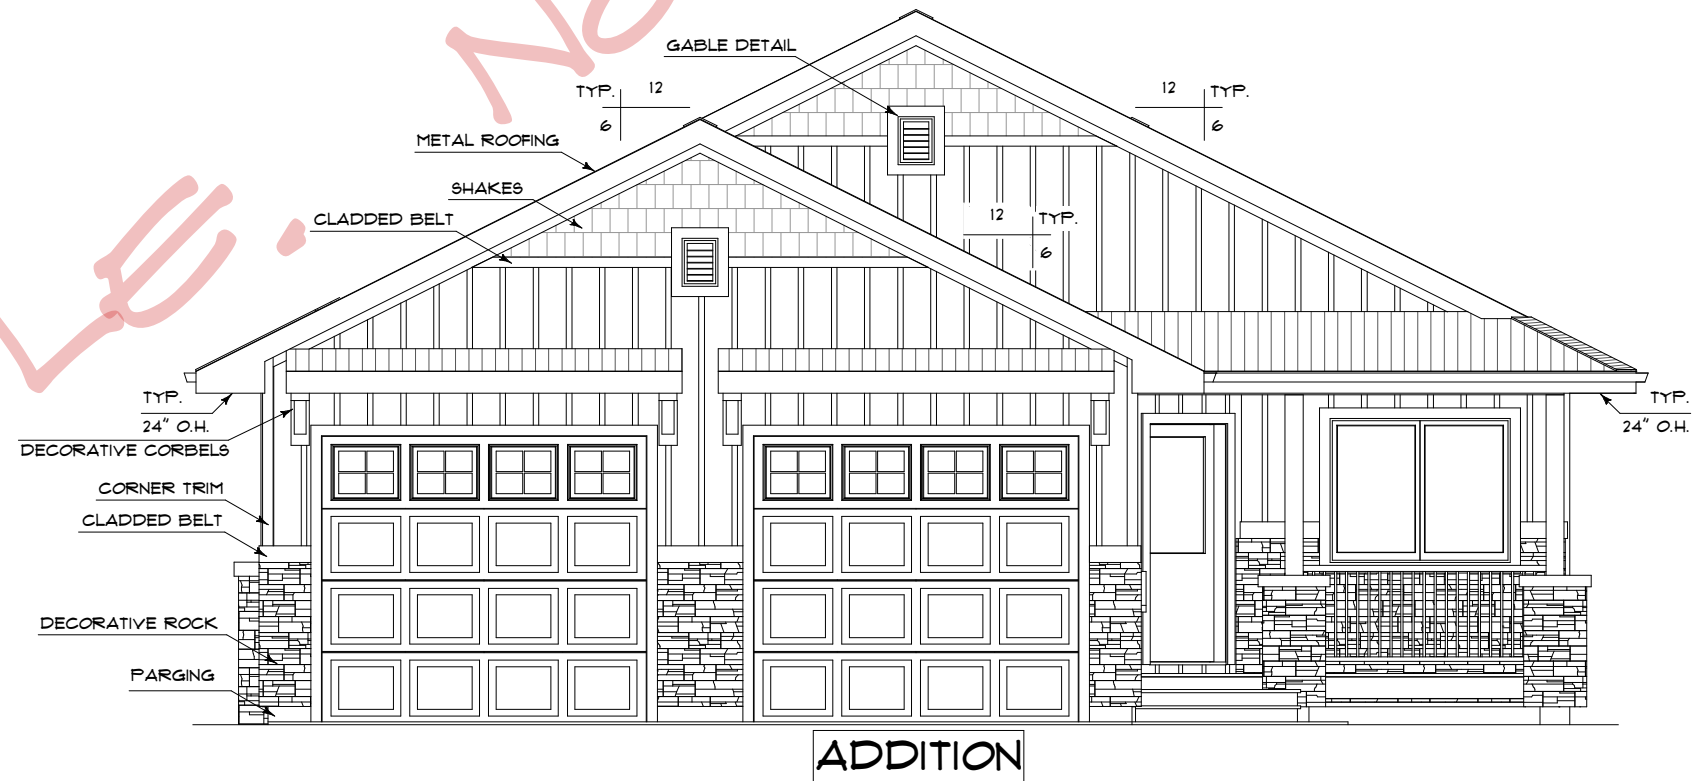 GABLE DETAIL
TYP. 12
6
12 TYP.
6
METAL ROOFING
SHAKES
CLADDED BELT
12 TYP.
6
TYP.
24" O.H.
TYP.
24" O.H.
DECORATIVE CORBELS
CORNER TRIM
CLADDED BELT
DECORATIVE ROCK
PARGING
ADDITION